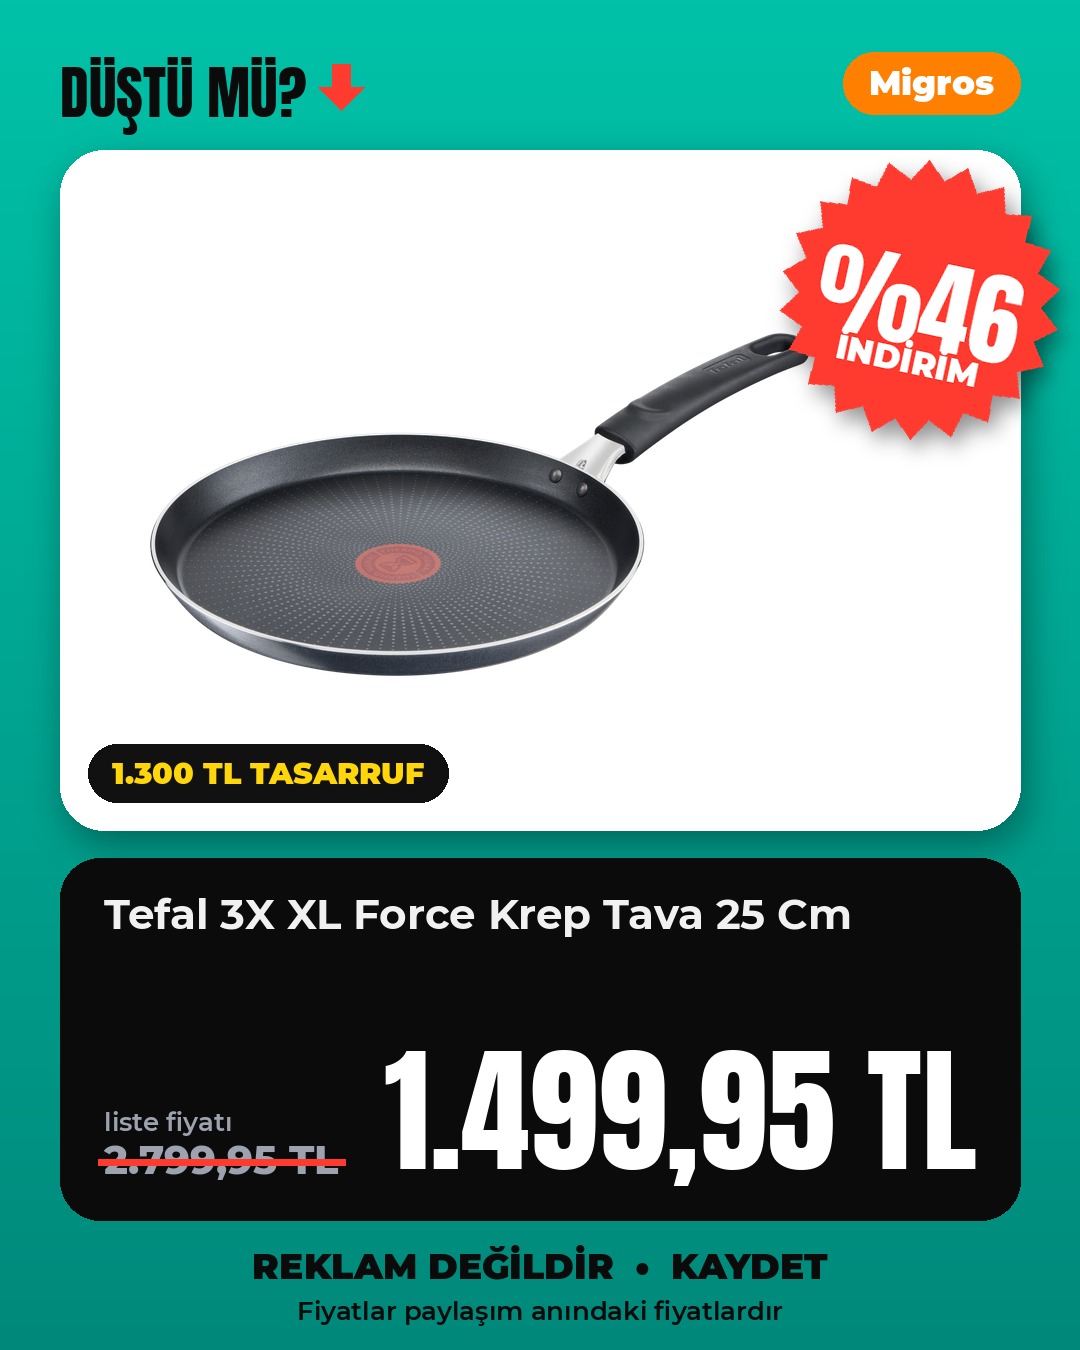 DÜŞTÜ MÜ?
Migros
%46
İNDİRİM
1.300 TL TASARRUF
Tefal 3X XL Force Krep Tava 25 Cm
liste fiyatı
2.799,95 TL
1.499,95 TL
REKLAM DEĞİLDİR • KAYDET
Fiyatlar paylaşım anındaki fiyatlardır